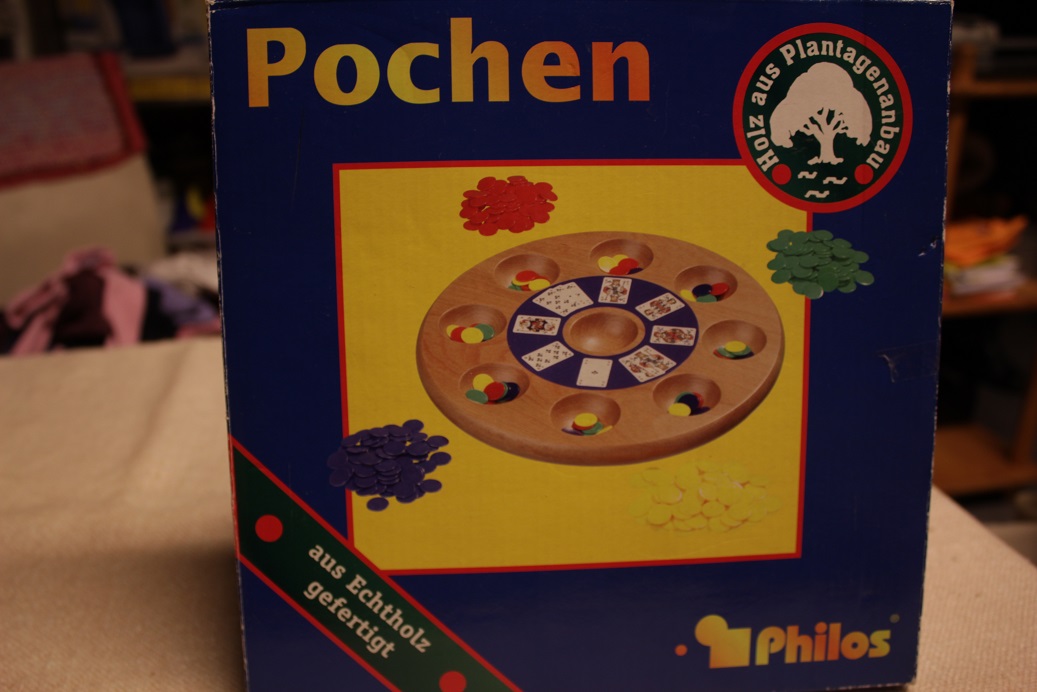 Pochen
Holz aus Plantagenanbau
aus Echtholz
gefertigt
Philos®